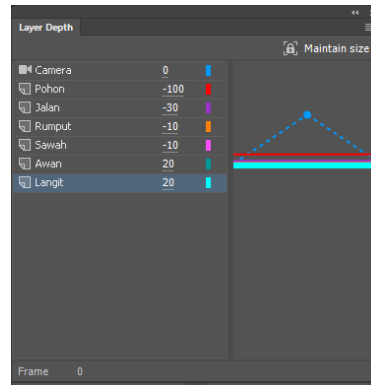 Layer Depth
Maintain size
Camera 0
Pohon -100
Jalan -30
Rumput -10
Sawah -10
Awan 20
Langit 20
Frame 0